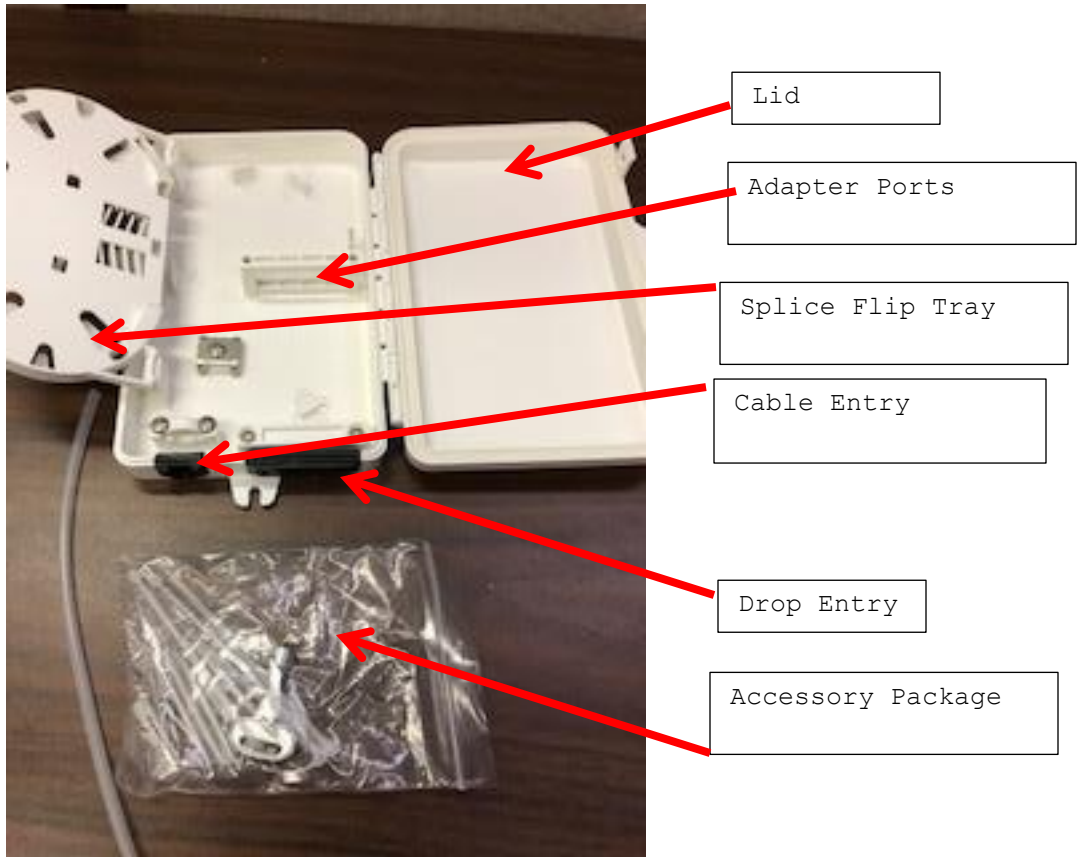 Lid
Adapter Ports
Splice Flip Tray
Cable Entry
Drop Entry
Accessory Package